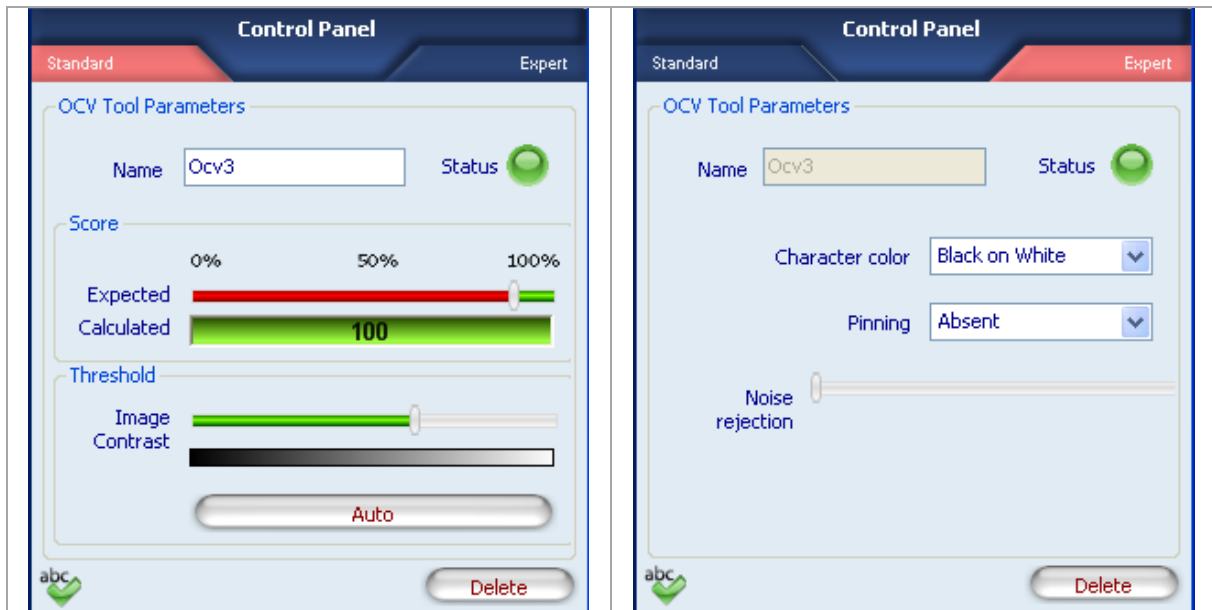 Control Panel
Standard Expert
OCV Tool Parameters
Name Ocv3 Status
Score
0% 50% 100%
Expected
Calculated 100
Threshold
Image
Contrast
Auto
abc Delete
Control Panel
Standard Expert
OCV Tool Parameters
Name Ocv3 Status
Character color Black on White
Pinning Absent
Noise
rejection
abc Delete